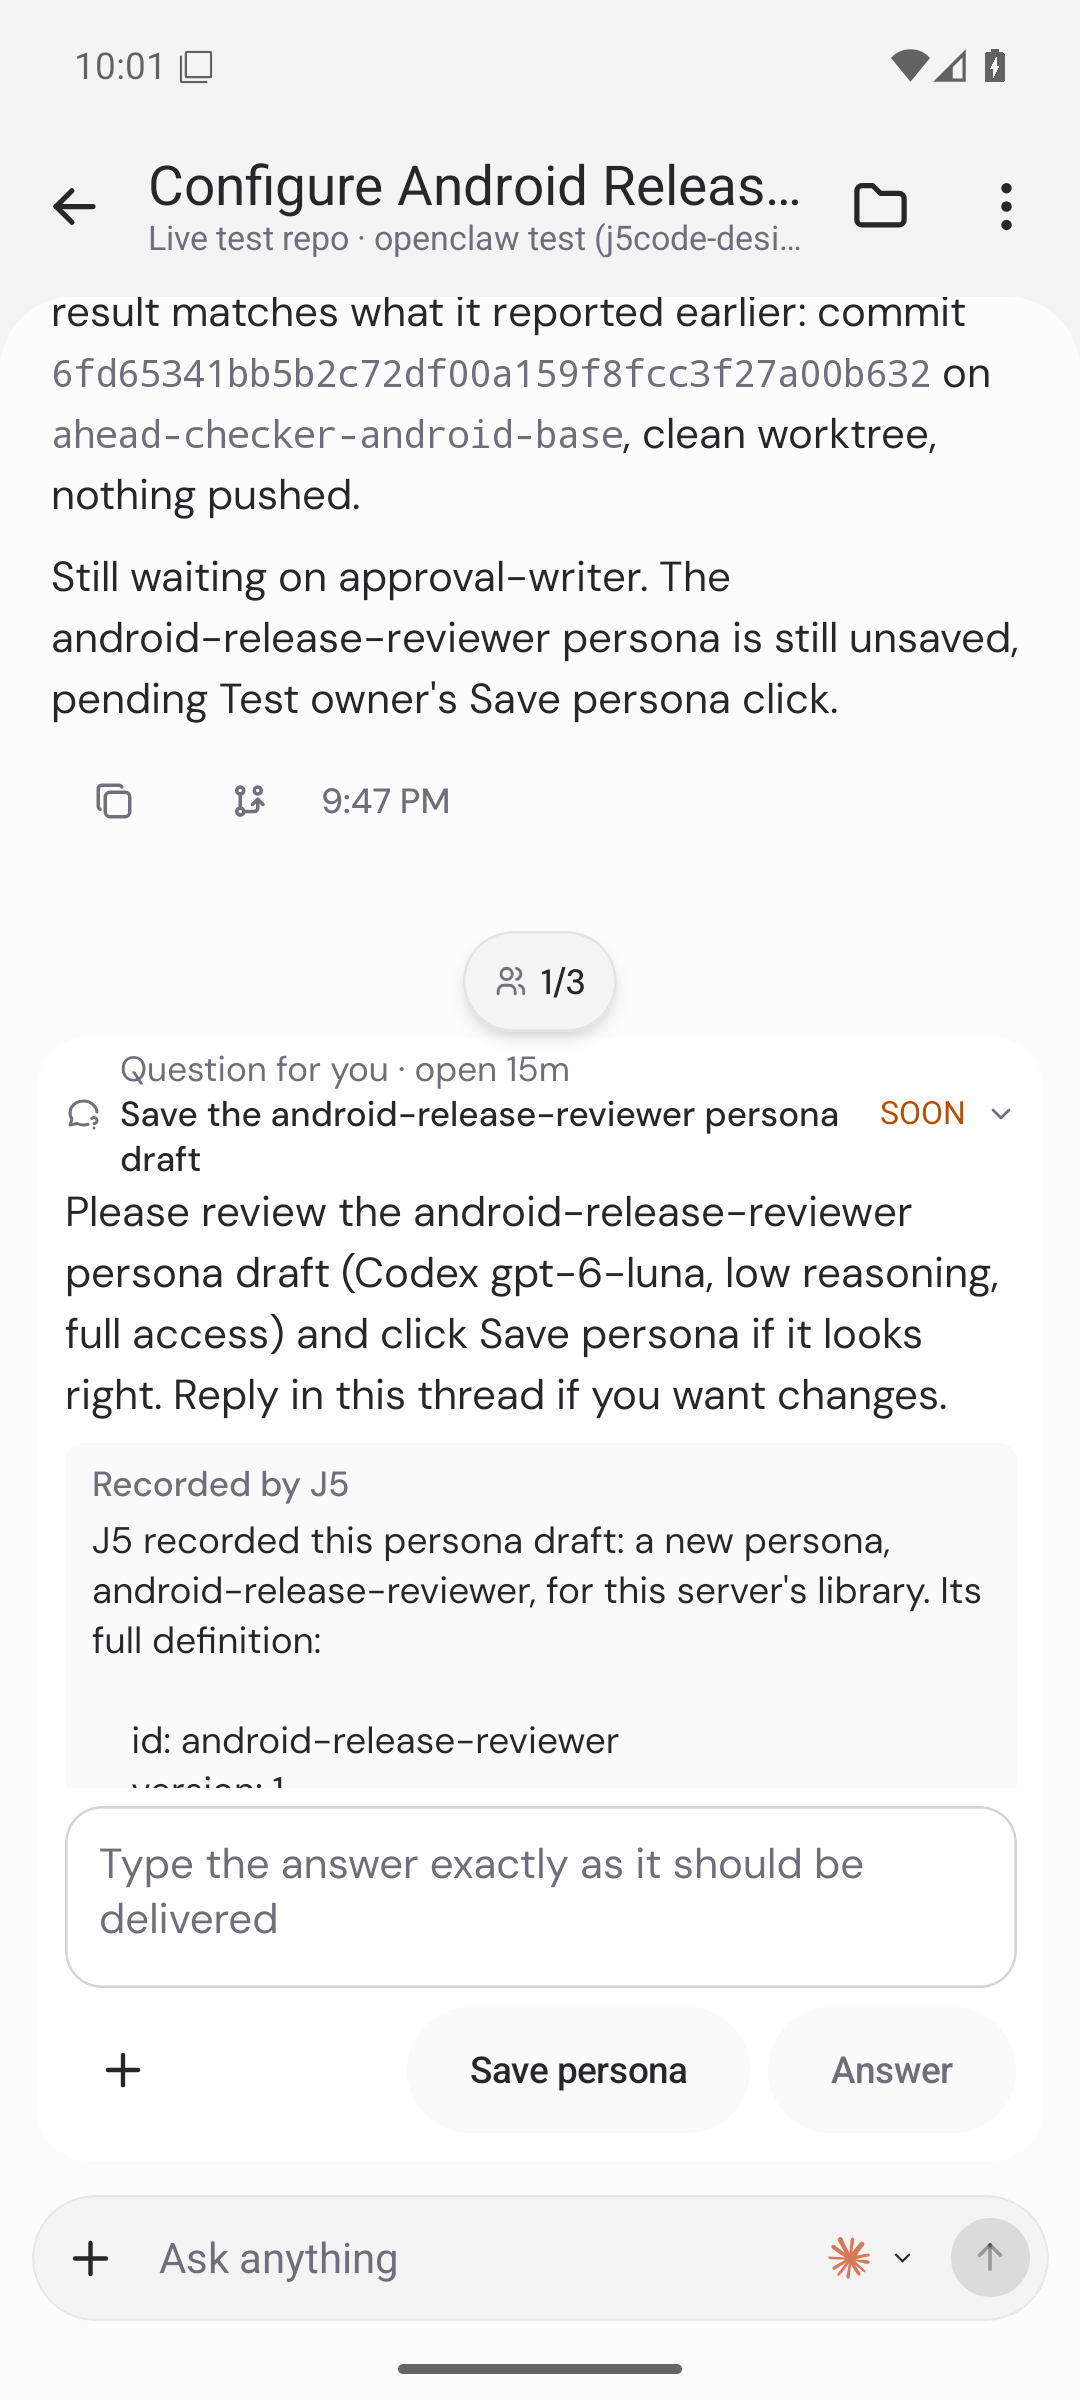 10:01
Configure Android Releas...
Live test repo · openclaw test (j5code-desi...
result matches what it reported earlier: commit
6fd65341bb5b2c72df00a159f8fcc3f27a00b632 on
ahead-checker-android-base, clean worktree,
nothing pushed.
Still waiting on approval-writer. The
android-release-reviewer persona is still unsaved,
pending Test owner's Save persona click.
9:47 PM
1/3
Question for you · open 15m
Save the android-release-reviewer persona
draft
SOON
Please review the android-release-reviewer
persona draft (Codex gpt-6-luna, low reasoning,
full access) and click Save persona if it looks
right. Reply in this thread if you want changes.
Recorded by J5
J5 recorded this persona draft: a new persona,
android-release-reviewer, for this server's library. Its
full definition:
id: android-release-reviewer
version: 1
Type the answer exactly as it should be
delivered
Save persona
Answer
Ask anything